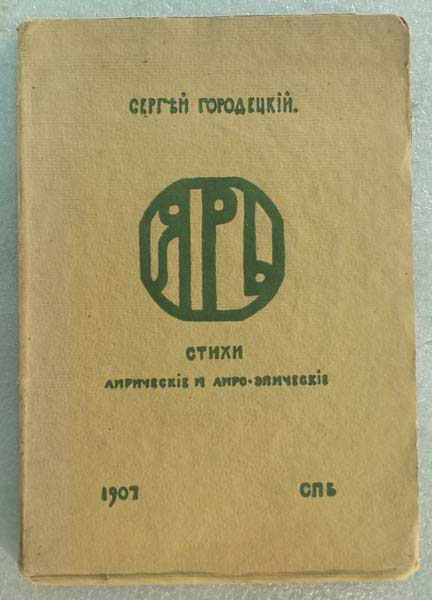 СЕРГѢЙ ГОРОДЕЦКІЙ.
ЯРЬ
СТИХИ
ЛИРИЧЕСКІЕ И ЛИРО-ЭПИЧЕСКІЕ
1907 СПБ